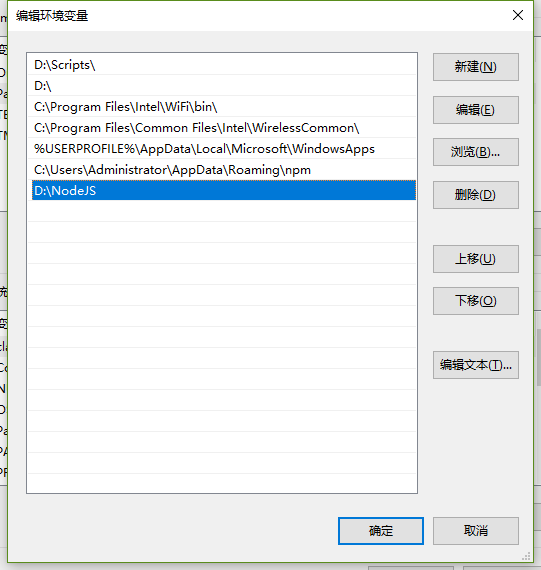 编辑环境变量
D:\Scripts\
D:\
C:\Program Files\Intel\WiFi\bin\
C:\Program Files\Common Files\Intel\WirelessCommon\
%USERPROFILE%\AppData\Local\Microsoft\WindowsApps
C:\Users\Administrator\AppData\Roaming\npm
D:\NodeJS
新建(N)
编辑(E)
浏览(B)...
删除(D)
上移(U)
下移(O)
编辑文本(T)...
确定
取消